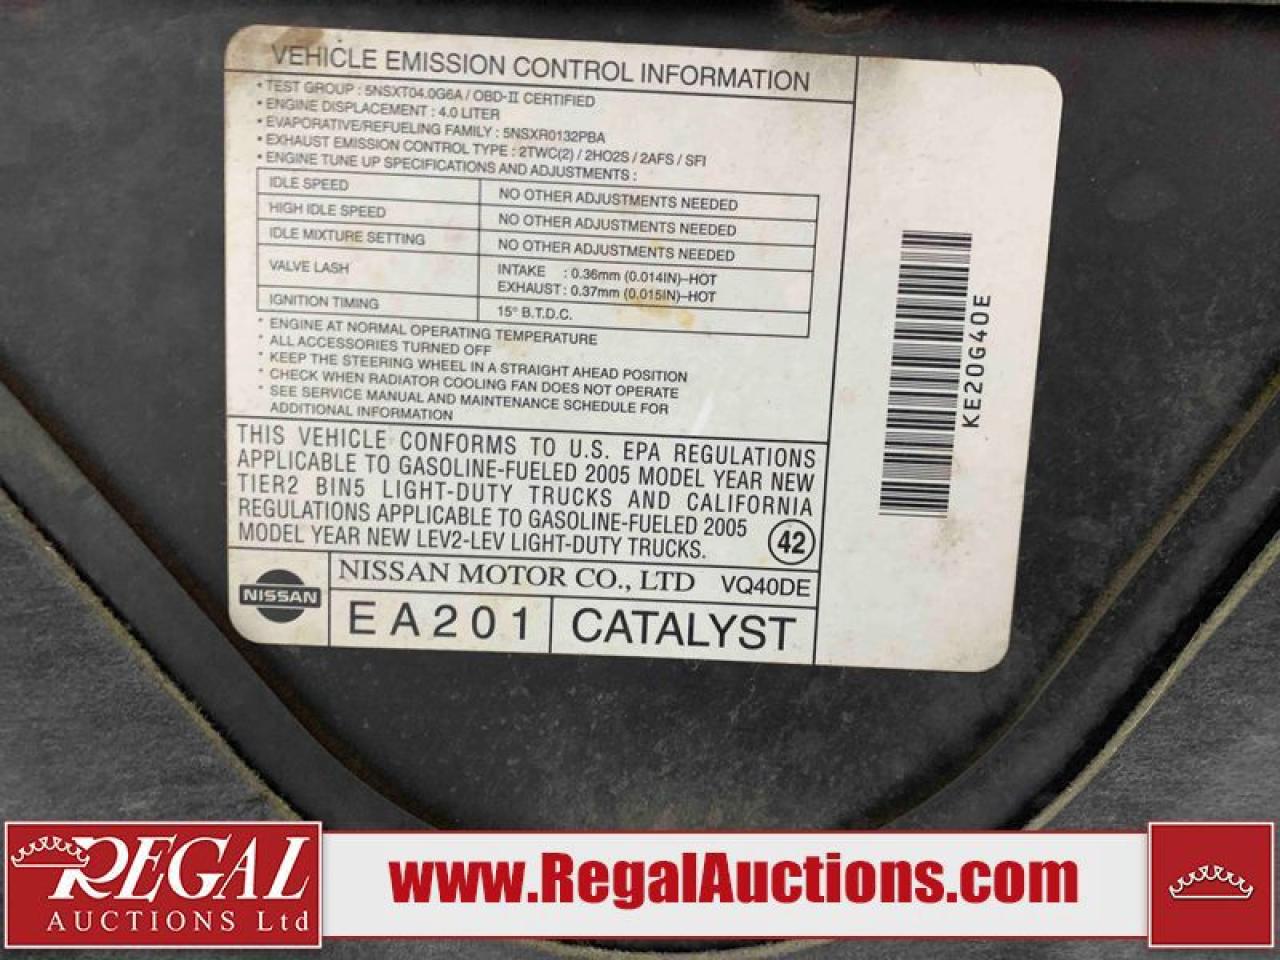 VEHICLE EMISSION CONTROL INFORMATION
* TEST GROUP : 5NSXT04.0G6A / OBD-II CERTIFIED
* ENGINE DISPLACEMENT : 4.0 LITER
* EVAPORATIVE/REFUELING FAMILY : 5NSXR0132PBA
* EXHAUST EMISSION CONTROL TYPE : 2TWC(2) / 2HO2S / 2AFS / SFI
* ENGINE TUNE UP SPECIFICATIONS AND ADJUSTMENTS :
IDLE SPEED NO OTHER ADJUSTMENTS NEEDED
HIGH IDLE SPEED NO OTHER ADJUSTMENTS NEEDED
IDLE MIXTURE SETTING NO OTHER ADJUSTMENTS NEEDED
VALVE LASH INTAKE : 0.36mm (0.014IN)-HOT
EXHAUST : 0.37mm (0.015IN)-HOT
IGNITION TIMING 15° B.T.D.C.
* ENGINE AT NORMAL OPERATING TEMPERATURE
* ALL ACCESSORIES TURNED OFF
* KEEP THE STEERING WHEEL IN A STRAIGHT AHEAD POSITION
* CHECK WHEN RADIATOR COOLING FAN DOES NOT OPERATE
* SEE SERVICE MANUAL AND MAINTENANCE SCHEDULE FOR
ADDITIONAL INFORMATION
THIS VEHICLE CONFORMS TO U.S. EPA REGULATIONS
APPLICABLE TO GASOLINE-FUELED 2005 MODEL YEAR NEW
TIER2 BIN5 LIGHT-DUTY TRUCKS AND CALIFORNIA
REGULATIONS APPLICABLE TO GASOLINE-FUELED 2005
MODEL YEAR NEW LEV2-LEV LIGHT-DUTY TRUCKS.
42
NISSAN
NISSAN MOTOR CO., LTD VQ40DE
EA201 CATALYST
KE20G40E
REGAL
AUCTIONS Ltd
www.RegalAuctions.com